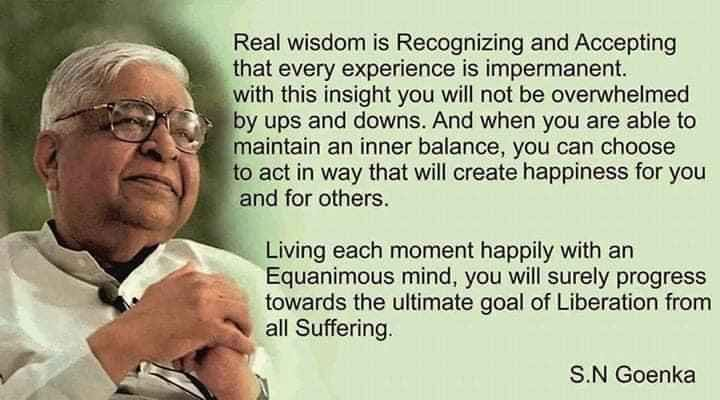 Real wisdom is Recognizing and Accepting
that every experience is impermanent.
with this insight you will not be overwhelmed
by ups and downs. And when you are able to
maintain an inner balance, you can choose
to act in way that will create happiness for you
and for others.
Living each moment happily with an
Equanimous mind, you will surely progress
towards the ultimate goal of Liberation from
all Suffering.
S.N Goenka